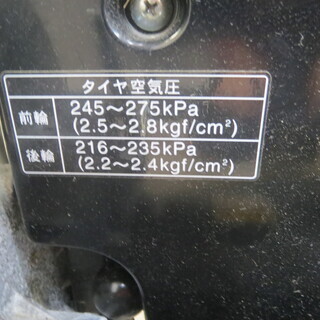 タイヤ空気圧
前輪 245～275kPa
(2.5～2.8kgf/cm²)
後輪 216～235kPa
(2.2～2.4kgf/cm²)